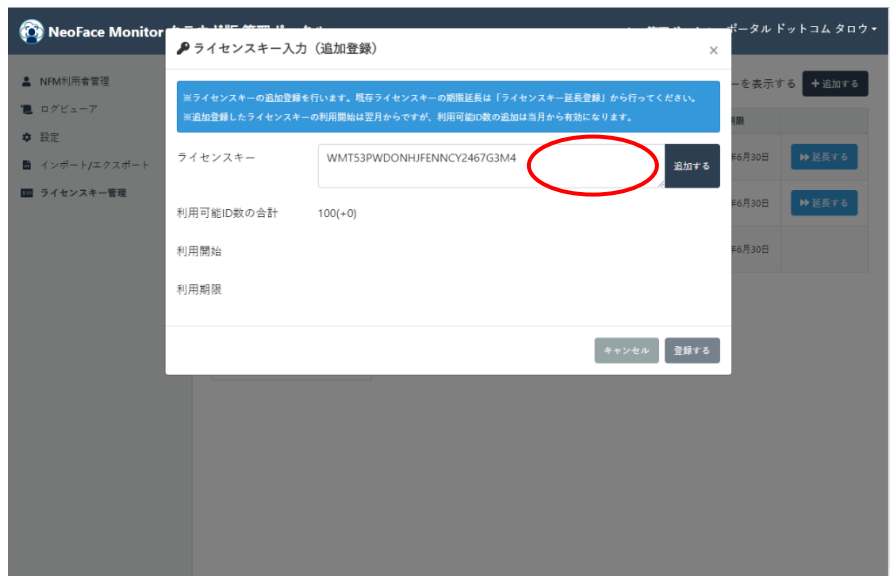 NeoFace Monitor
ポータル ドットコム タロウ
ライセンスキー入力（追加登録）
×
NFM利用者管理
ログビューア
設定
インポート/エクスポート
ライセンスキー管理
ーを表示する
追加する
※ライセンスキーの追加登録を行います。既存ライセンスキーの期限延長は「ライセンスキー延長登録」から行ってください。
※追加登録したライセンスキーの利用開始は翌月からですが、利用可能ID数の追加は当月から有効になります。
ライセンスキー
WMT53PWDONHJFENNCY2467G3M4
追加する
年6月30日
延長する
利用可能ID数の合計
100(+0)
年6月30日
延長する
利用開始
年6月30日
利用期限
キャンセル
登録する